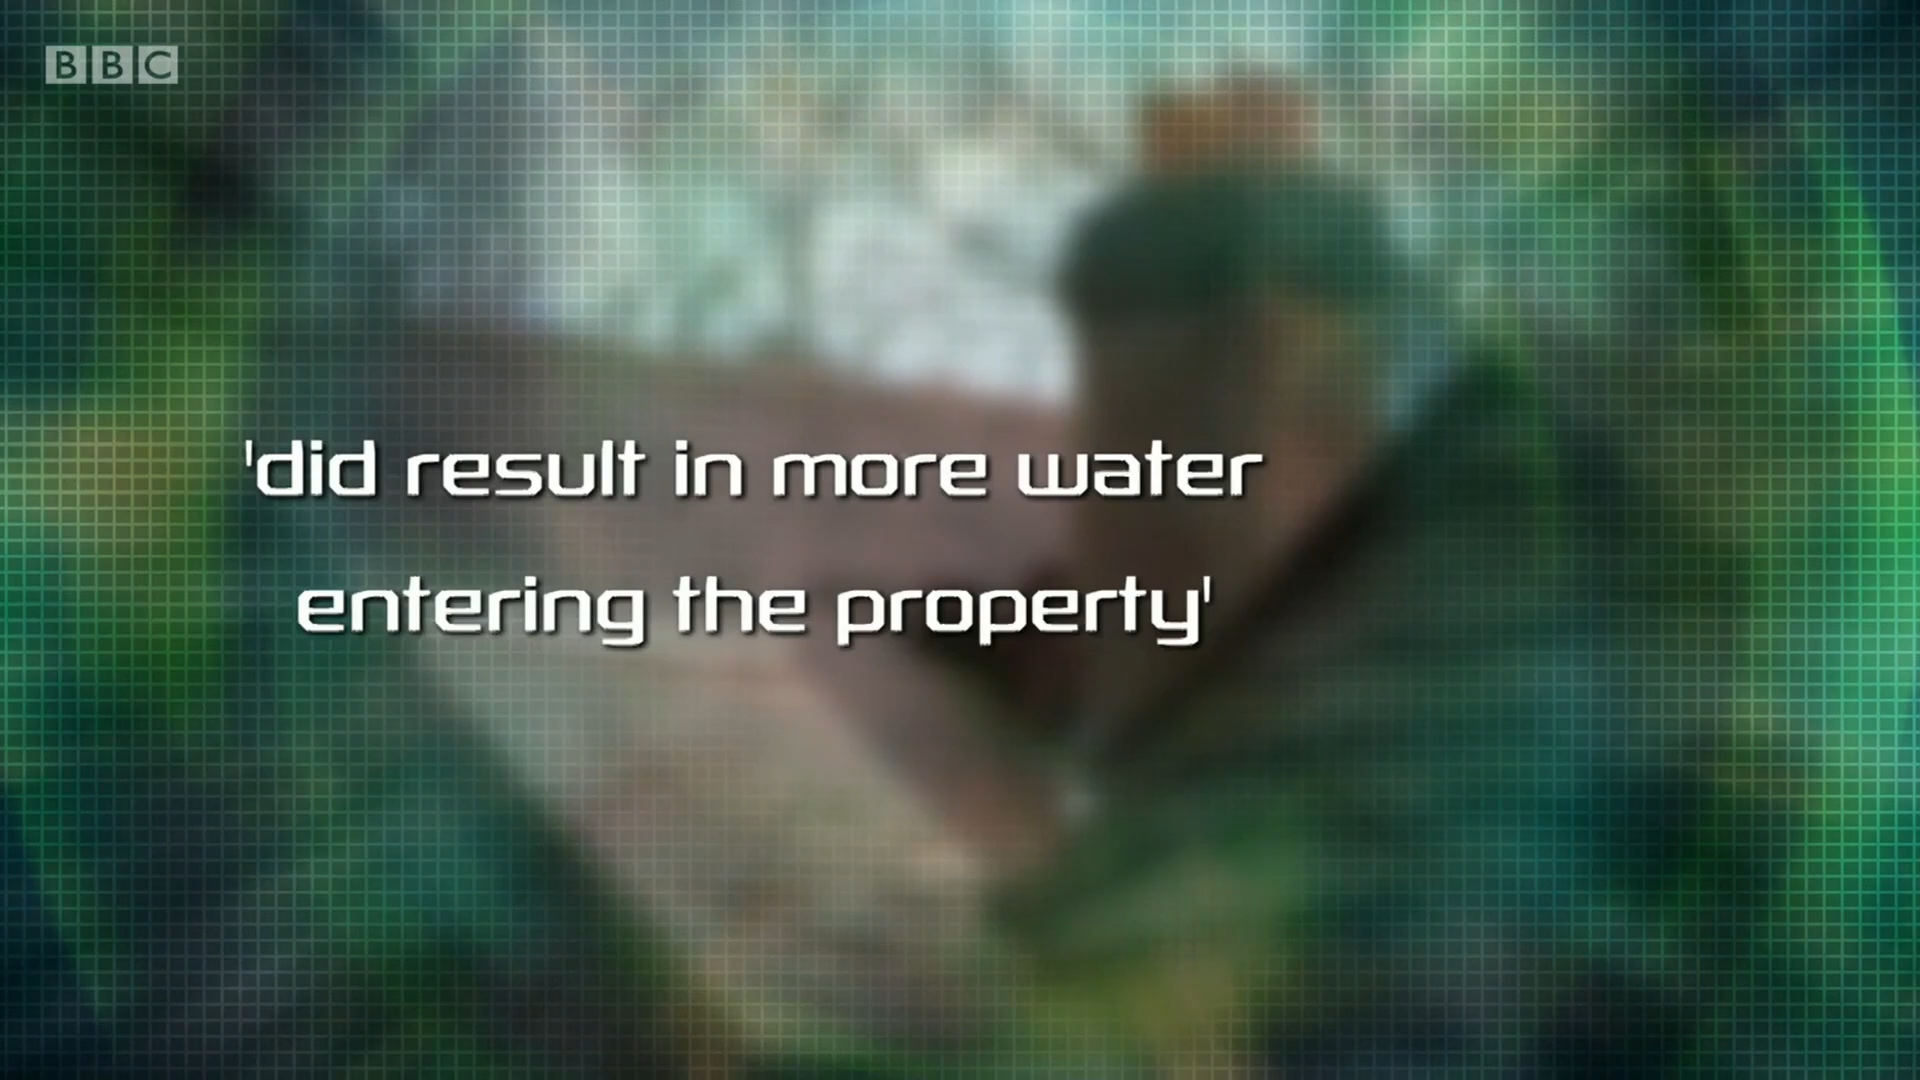 BBC
'did result in more water
entering the property'